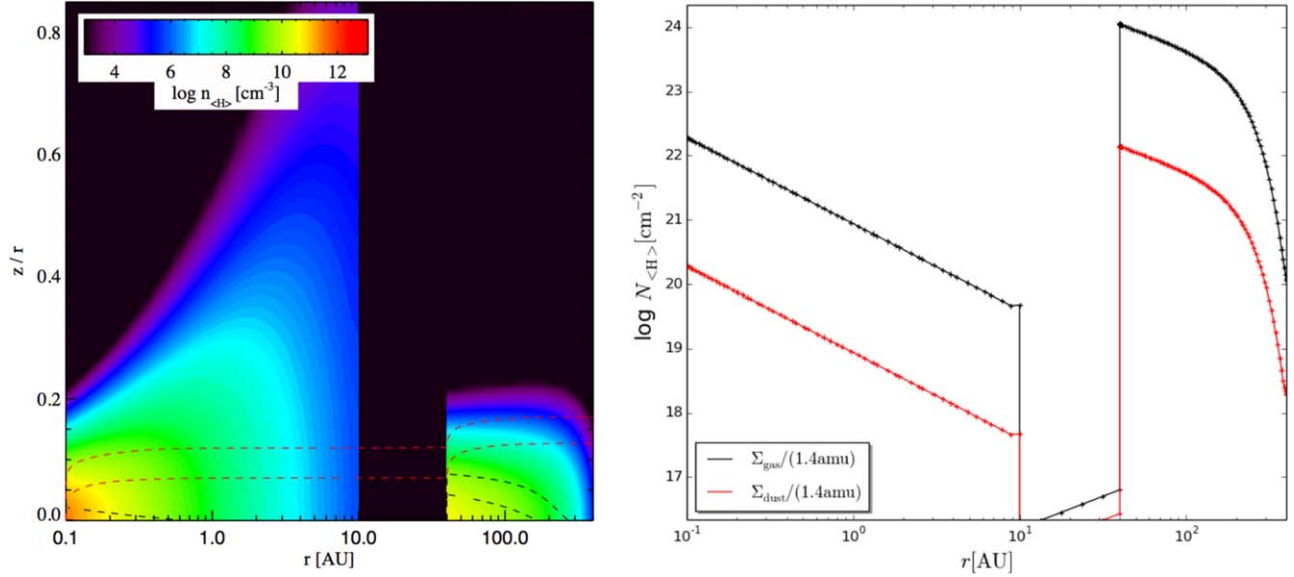 0.8
0.6
0.4
0.2
0.0
z / r
4 6 8 10 12
log n<H> [cm-3]
0.1 1.0 10.0 100.0
r [AU]
24
23
22
21
20
19
18
17
16
log N<H>[cm−2]
Σgas/(1.4amu)
Σdust/(1.4amu)
10−1 100 101 102
r[AU]